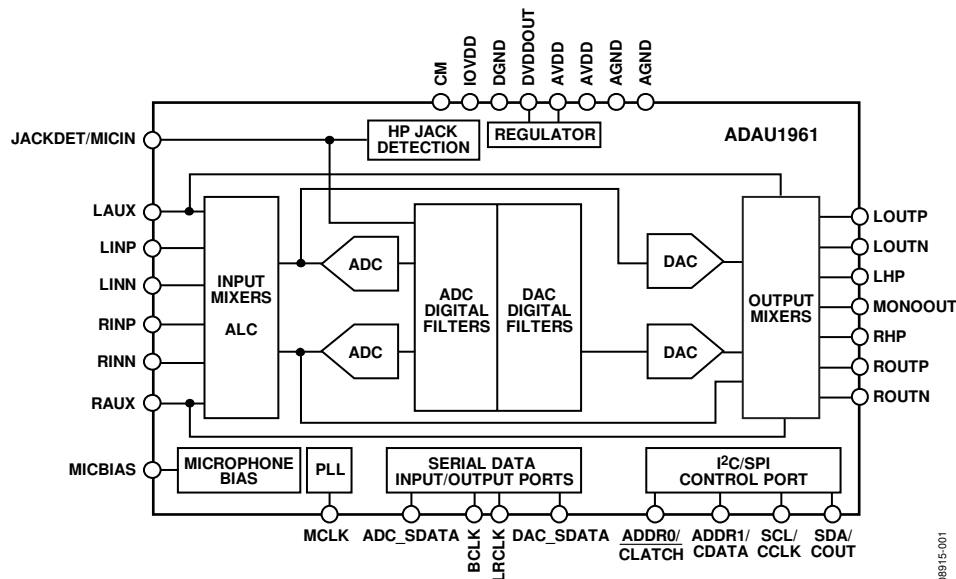 CM
IOVDD
DGND
DVDDOUT
AVDD
AVDD
AGND
AGND
JACKDET/MICIN
HP JACK
DETECTION
REGULATOR
ADAU1961
LAUX
LINP
LINN
RINP
RINN
RAUX
MICBIAS
INPUT
MIXERS
ALC
ADC
ADC
ADC
DIGITAL
FILTERS
DAC
DIGITAL
FILTERS
DAC
DAC
OUTPUT
MIXERS
LOUTP
LOUTN
LHP
MONOOUT
RHP
ROUTP
ROUTN
MICROPHONE
BIAS
PLL
SERIAL DATA
INPUT/OUTPUT PORTS
I2C/SPI
CONTROL PORT
MCLK
ADC_SDATA
BCLK
LRCLK
DAC_SDATA
ADDR0/
CLATCH
ADDR1/
CDATA
SCL/
CCLK
SDA/
COUT
08915-001